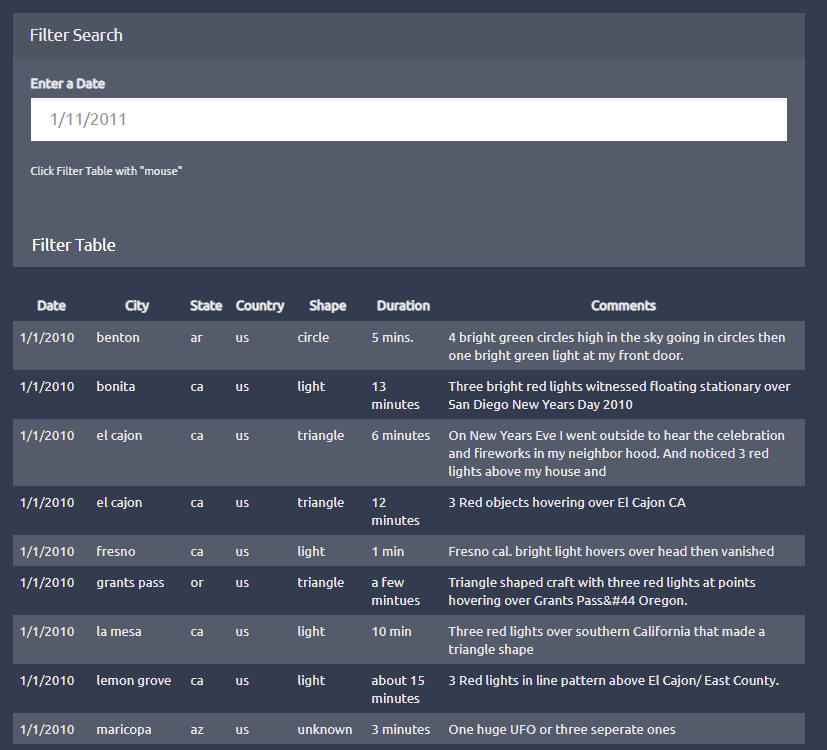 Filter Search
Enter a Date
1/11/2011
Click Filter Table with "mouse"
Filter Table
Date City State Country Shape Duration Comments
1/1/2010 benton ar us circle 5 mins. 4 bright green circles high in the sky going in circles then
one bright green light at my front door.
1/1/2010 bonita ca us light 13 Three bright red lights witnessed floating stationary over
minutes San Diego New Years Day 2010
1/1/2010 el cajon ca us triangle 6 minutes On New Years Eve I went outside to hear the celebration
and fireworks in my neighbor hood. And noticed 3 red
lights above my house and
1/1/2010 el cajon ca us triangle 12 3 Red objects hovering over El Cajon CA
minutes
1/1/2010 fresno ca us light 1 min Fresno cal. bright light hovers over head then vanished
1/1/2010 grants pass or us triangle a few Triangle shaped craft with three red lights at points
mintues hovering over Grants Pass&#44 Oregon.
1/1/2010 la mesa ca us light 10 min Three red lights over southern California that made a
triangle shape
1/1/2010 lemon grove ca us light about 15 3 Red lights in line pattern above El Cajon/ East County.
minutes
1/1/2010 maricopa az us unknown 3 minutes One huge UFO or three seperate ones